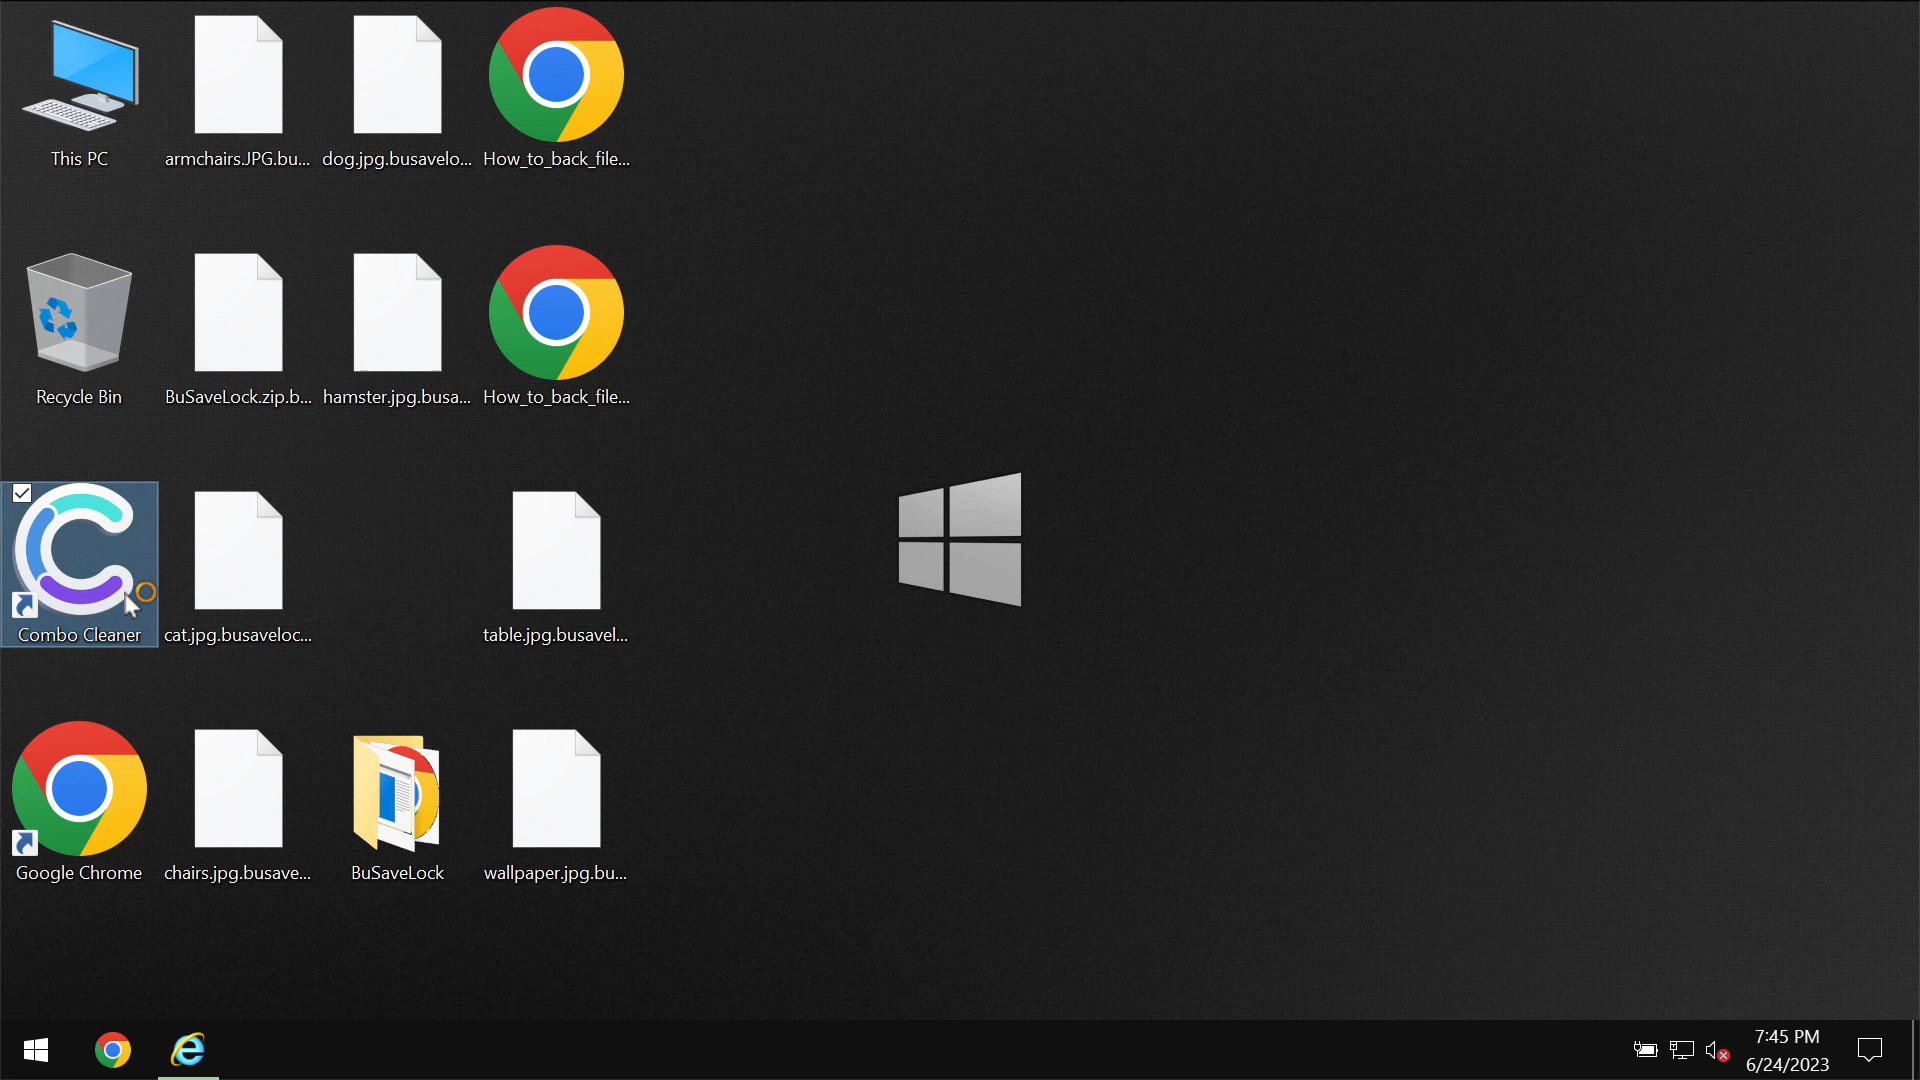 This PC
armchairs.JPG.bu...
dog.jpg.busavelo...
How_to_back_file...
Recycle Bin
BuSaveLock.zip.b...
hamster.jpg.busa...
How_to_back_file...
Combo Cleaner
cat.jpg.busaveloc...
table.jpg.busavel...
Google Chrome
chairs.jpg.busave...
BuSaveLock
wallpaper.jpg.bu...
7:45 PM
6/24/2023